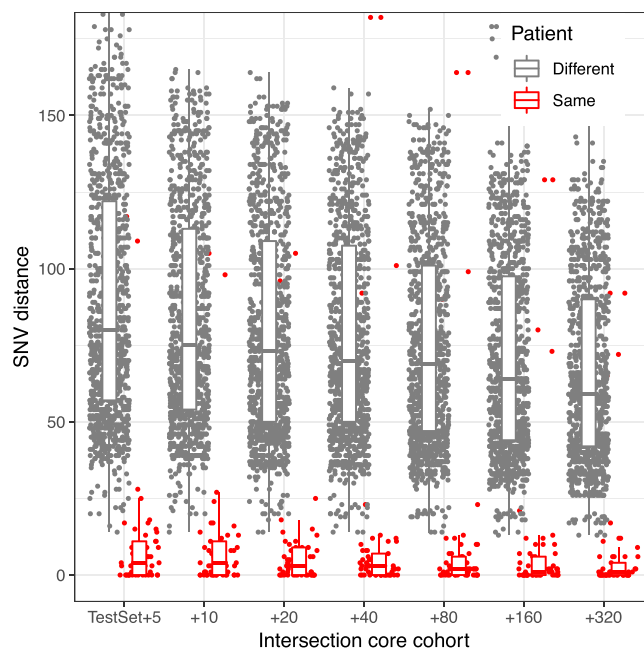 Patient
Different
Same
SNV distance
150
100
50
0
TestSet+5 +10 +20 +40 +80 +160 +320
Intersection core cohort